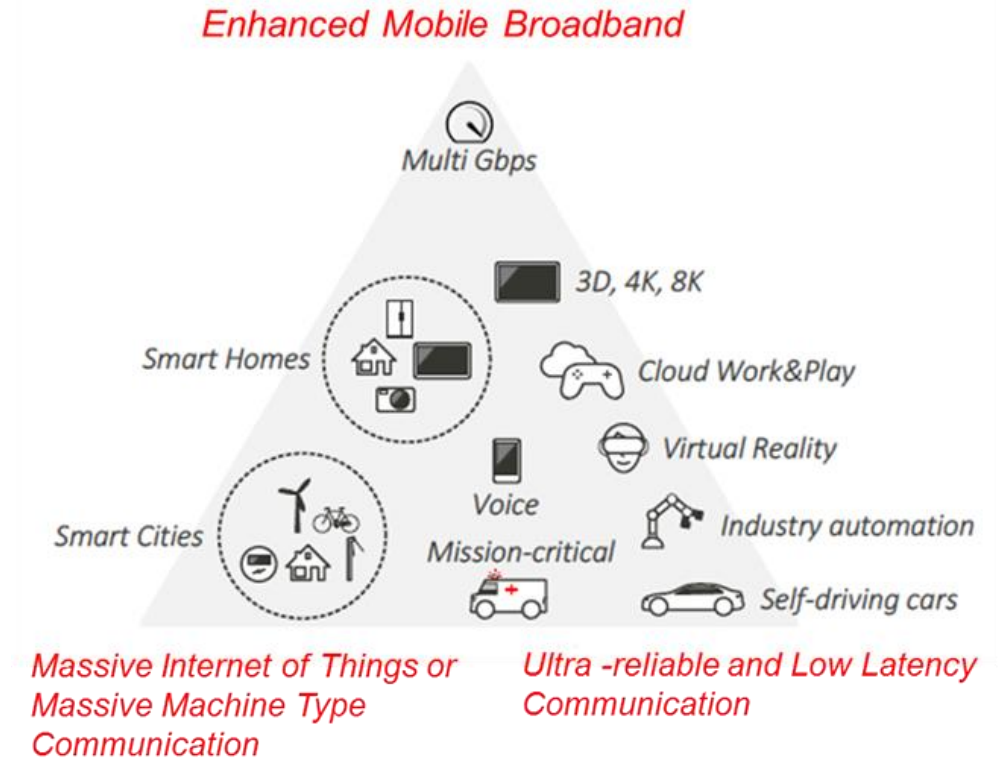 Enhanced Mobile Broadband
Multi Gbps
3D, 4K, 8K
Smart Homes
Cloud Work&Play
Virtual Reality
Voice
Industry automation
Smart Cities
Mission-critical
Self-driving cars
Massive Internet of Things or
Massive Machine Type
Communication
Ultra -reliable and Low Latency
Communication